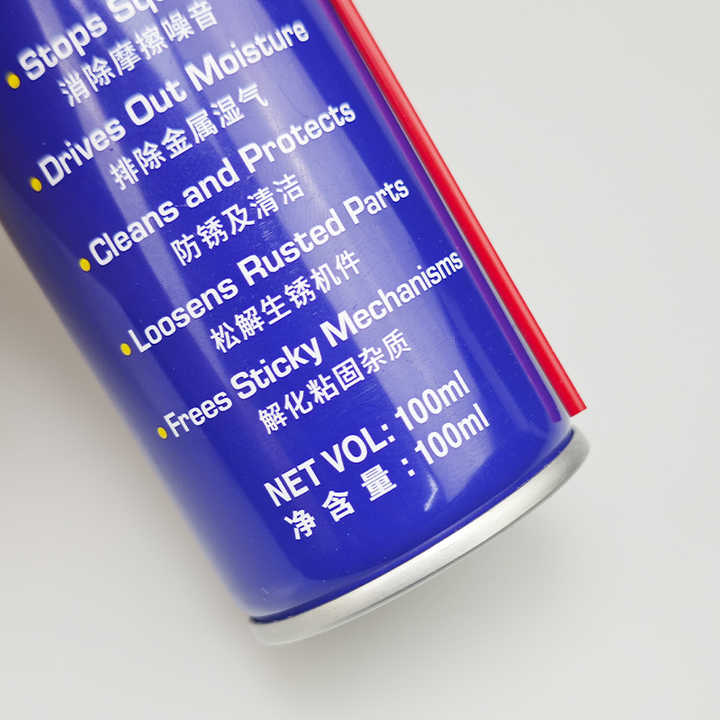 Stops
消除摩擦噪音
Drives Out Moisture
排除金属湿气
Cleans and Protects
防锈及清洁
Loosens Rusted Parts
松解生锈机件
Frees Sticky Mechanisms
解化粘固杂质
NET VOL: 100ml
净含量:100ml